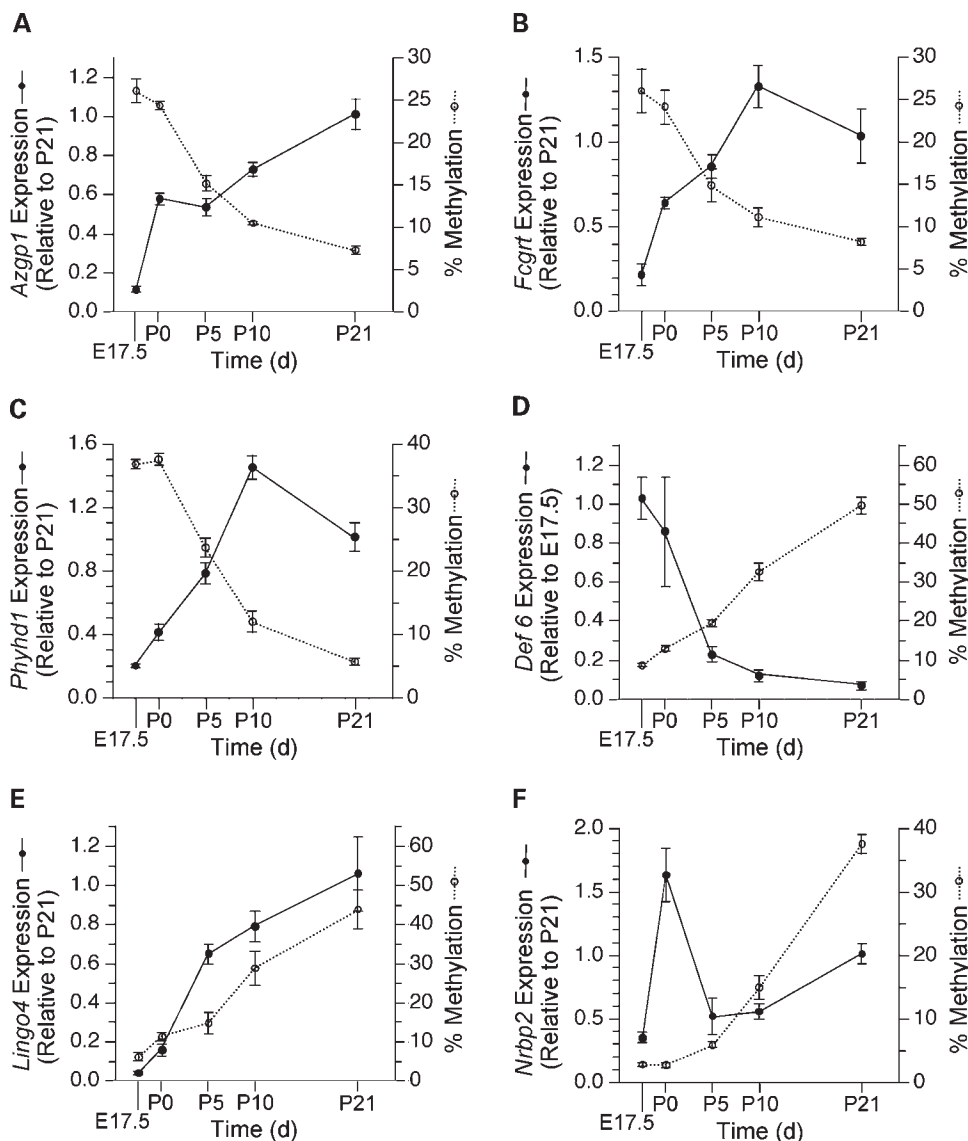 A
Azgp1 Expression
(Relative to P21)
1.2
1.0
0.8
0.6
0.4
0.2
0.0
30
25
20
15
10
5
0
% Methylation
E17.5 P0 P5 P10 P21
Time (d)
B
Fcgrt Expression
(Relative to P21)
1.5
1.0
0.5
0.0
30
25
20
15
10
5
0
% Methylation
E17.5 P0 P5 P10 P21
Time (d)
C
Phyhd1 Expression
(Relative to P21)
1.6
1.2
0.8
0.4
0.0
40
30
20
10
0
% Methylation
E17.5 P0 P5 P10 P21
Time (d)
D
Def 6 Expression
(Relative to E17.5)
1.2
1.0
0.8
0.6
0.4
0.2
0.0
60
50
40
30
20
10
0
% Methylation
E17.5 P0 P5 P10 P21
Time (d)
E
Lingo4 Expression
(Relative to P21)
1.2
1.0
0.8
0.6
0.4
0.2
0.0
60
50
40
30
20
10
0
% Methylation
E17.5 P0 P5 P10 P21
Time (d)
F
Nrbp2 Expression
(Relative to P21)
2.0
1.5
1.0
0.5
0.0
40
30
20
10
0
% Methylation
E17.5 P0 P5 P10 P21
Time (d)